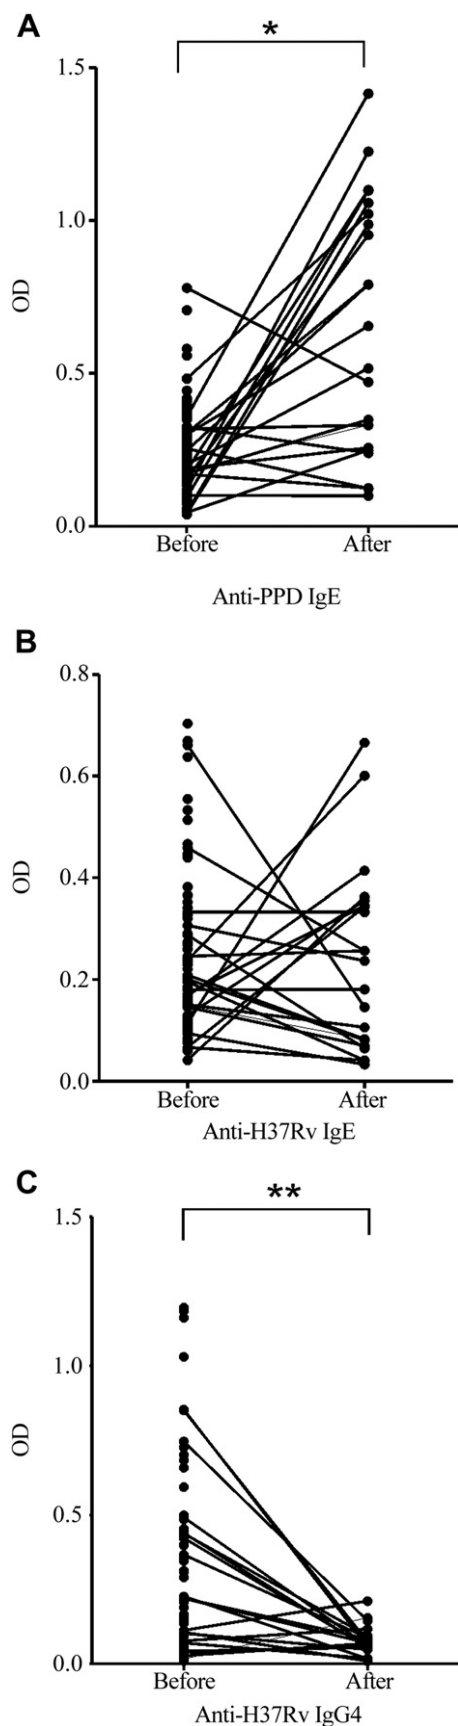 A
*
1.5
1.0
OD
0.5
0.0
Before After
Anti-PPD IgE
B
0.8
0.6
OD
0.4
0.2
0.0
Before After
Anti-H37Rv IgE
C
**
1.5
1.0
OD
0.5
0.0
Before After
Anti-H37Rv IgG4